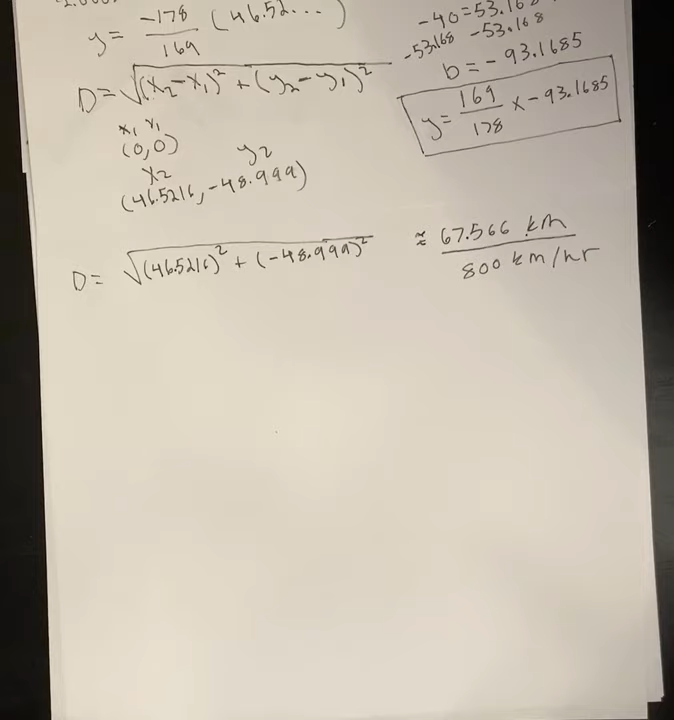 y = -178/169 (46.52...)
-40 = 53.168
-53.168 -53.168
b = -93.1685
y = 169/178 x - 93.1685
D = √(x₂-x₁)² + (y₂-y₁)²
x₁ y₁
(0,0)
x₂ y₂
(46.5216, -48.999)
D = √(46.5216)² + (-48.999)² ≈ 67.566 km / 800 km/hr